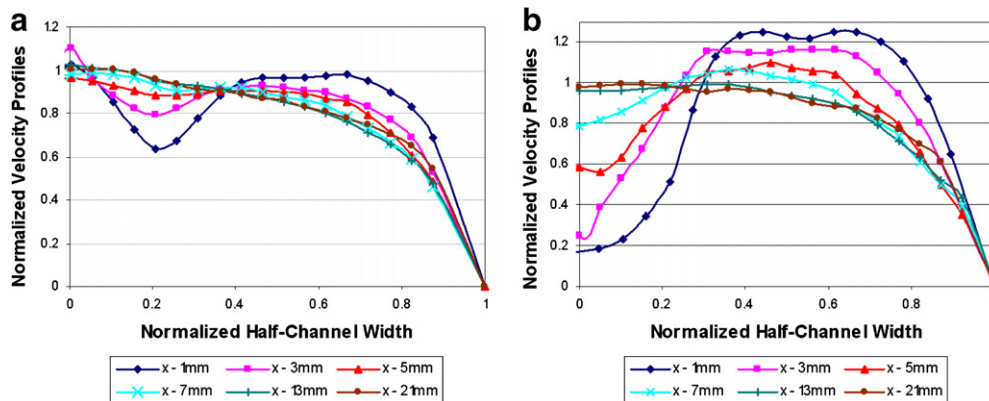 a
Normalized Velocity Profiles
1.2
1
0.8
0.6
0.4
0.2
0
0 0.2 0.4 0.6 0.8 1
Normalized Half-Channel Width
x - 1mm x - 3mm x - 5mm
x - 7mm x - 13mm x - 21mm
b
Normalized Velocity Profiles
12
1
0.8
0.6
0.4
0.2
0
0 0.2 0.4 0.6 0.8
Normalized Half-Channel Width
x - 1mm x - 3mm x - 5mm
x - 7mm x - 13mm x - 21mm